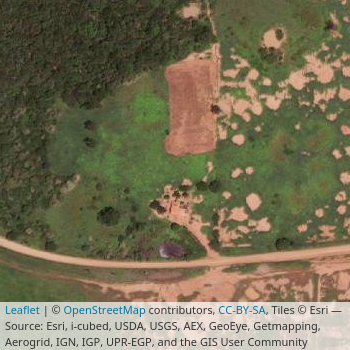 Leaflet | © OpenStreetMap contributors, CC-BY-SA, Tiles © Esri —
Source: Esri, i-cubed, USDA, USGS, AEX, GeoEye, Getmapping,
Aerogrid, IGN, IGP, UPR-EGP, and the GIS User Community